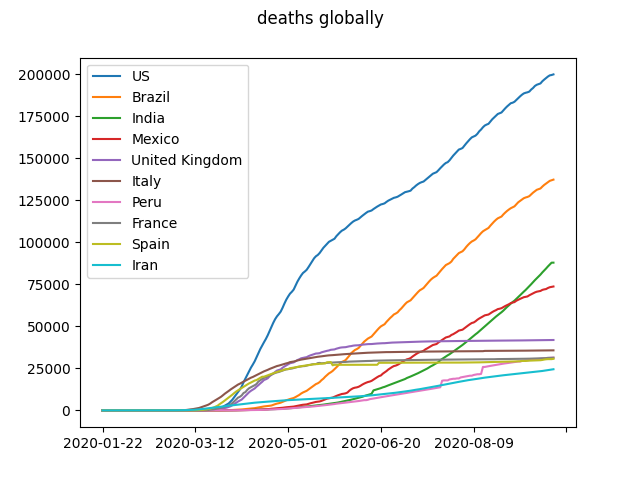 deaths globally
200000
175000
150000
125000
100000
75000
50000
25000
0
US
Brazil
India
Mexico
United Kingdom
Italy
Peru
France
Spain
Iran
2020-01-22 2020-03-12 2020-05-01 2020-06-20 2020-08-09